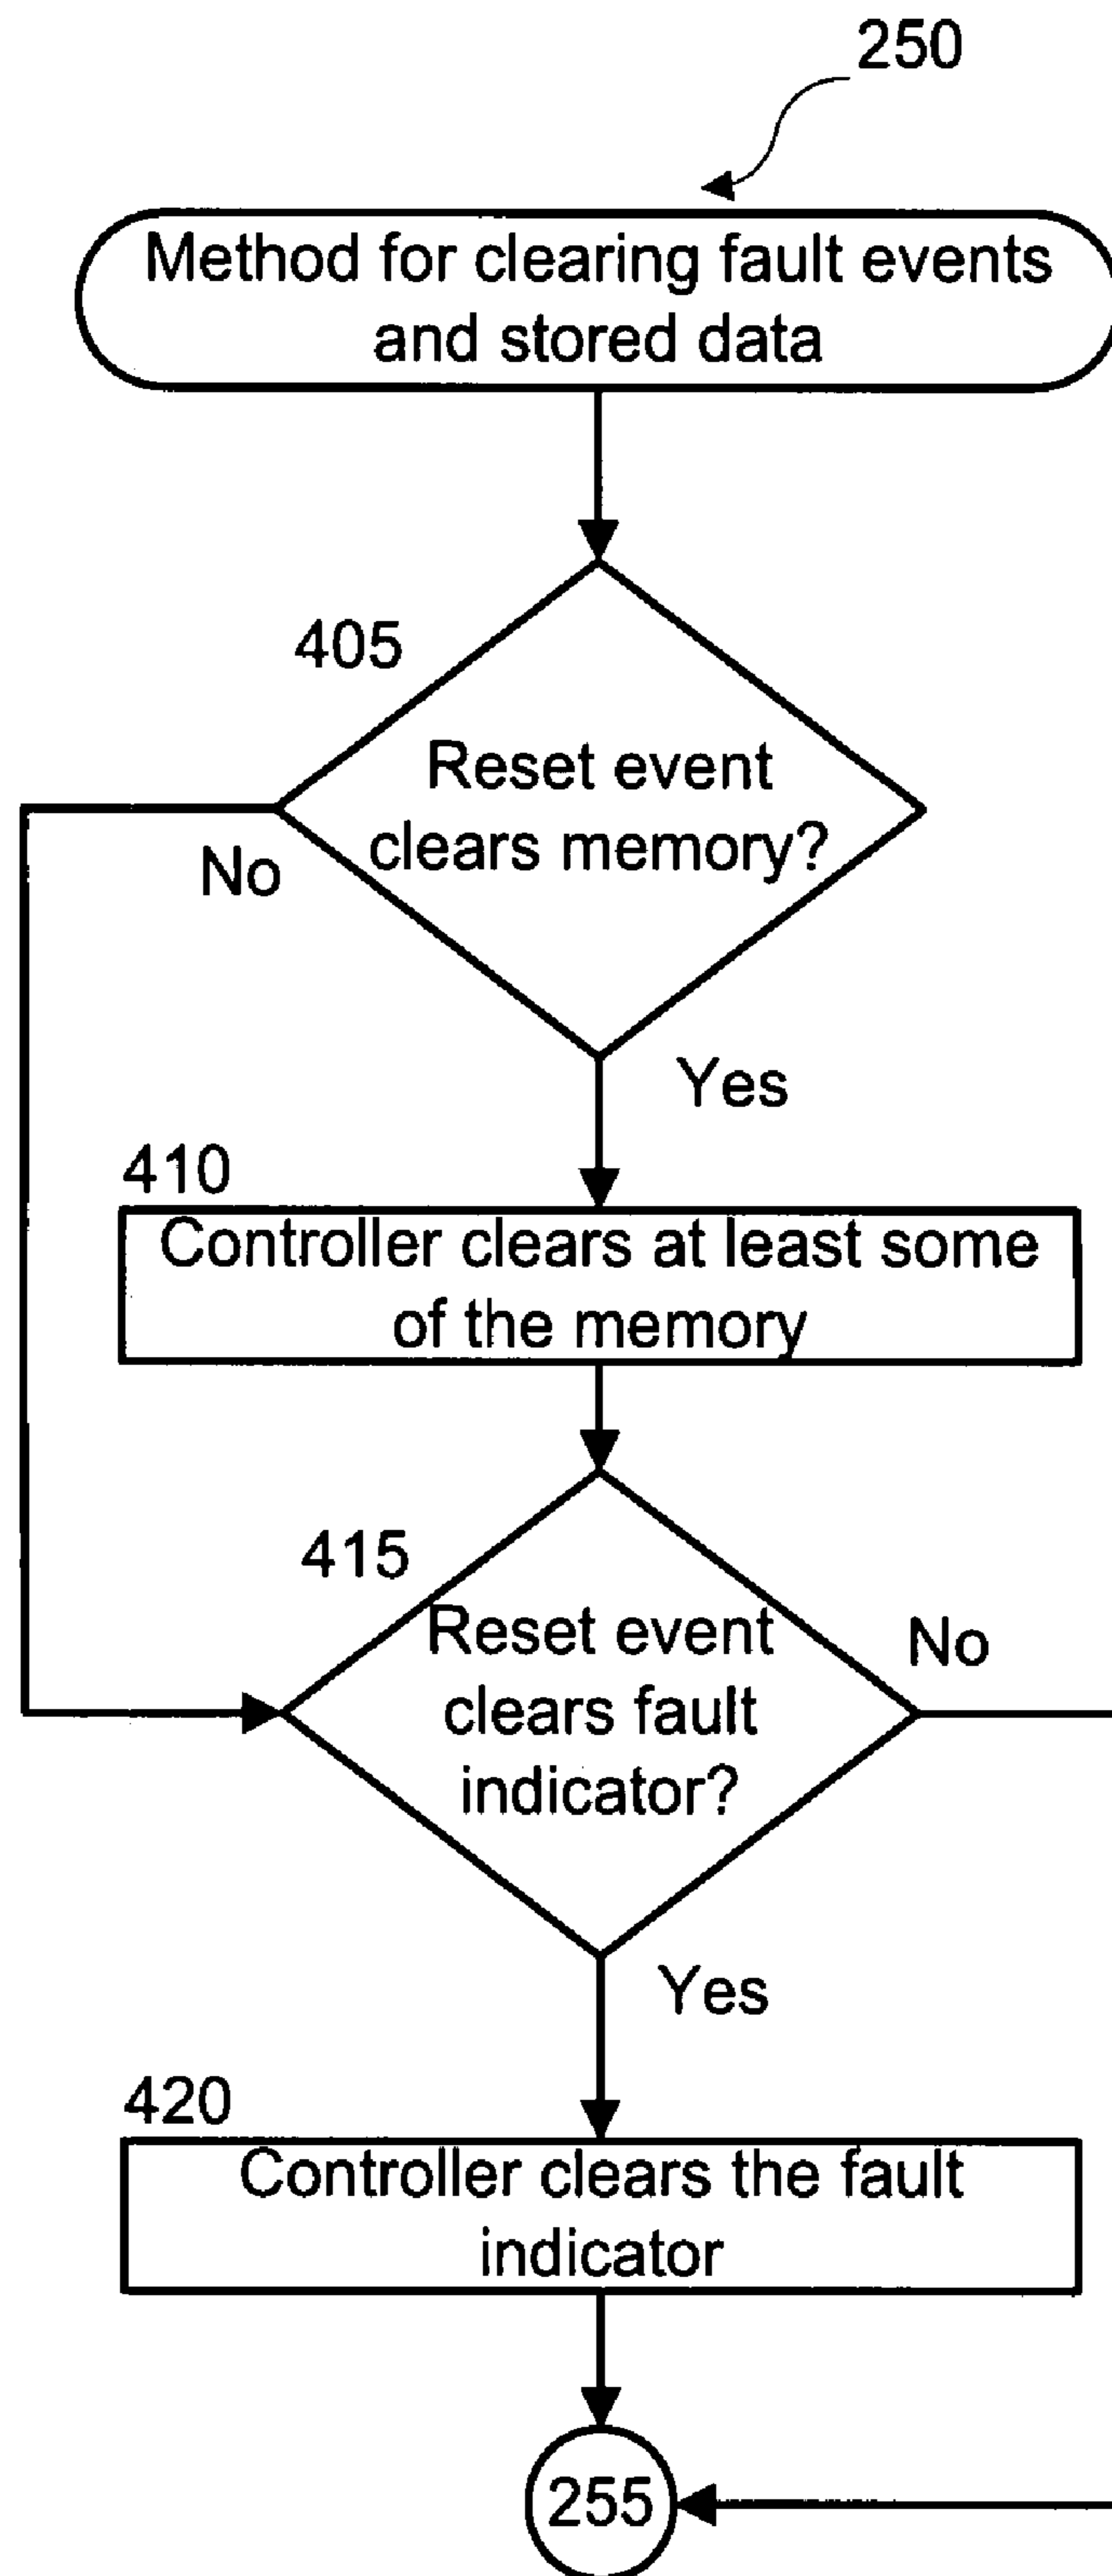 250
Method for clearing fault events
and stored data
405
Reset event
clears memory?
No
Yes
410
Controller clears at least some
of the memory
415
Reset event
clears fault
indicator?
No
Yes
420
Controller clears the fault
indicator
255